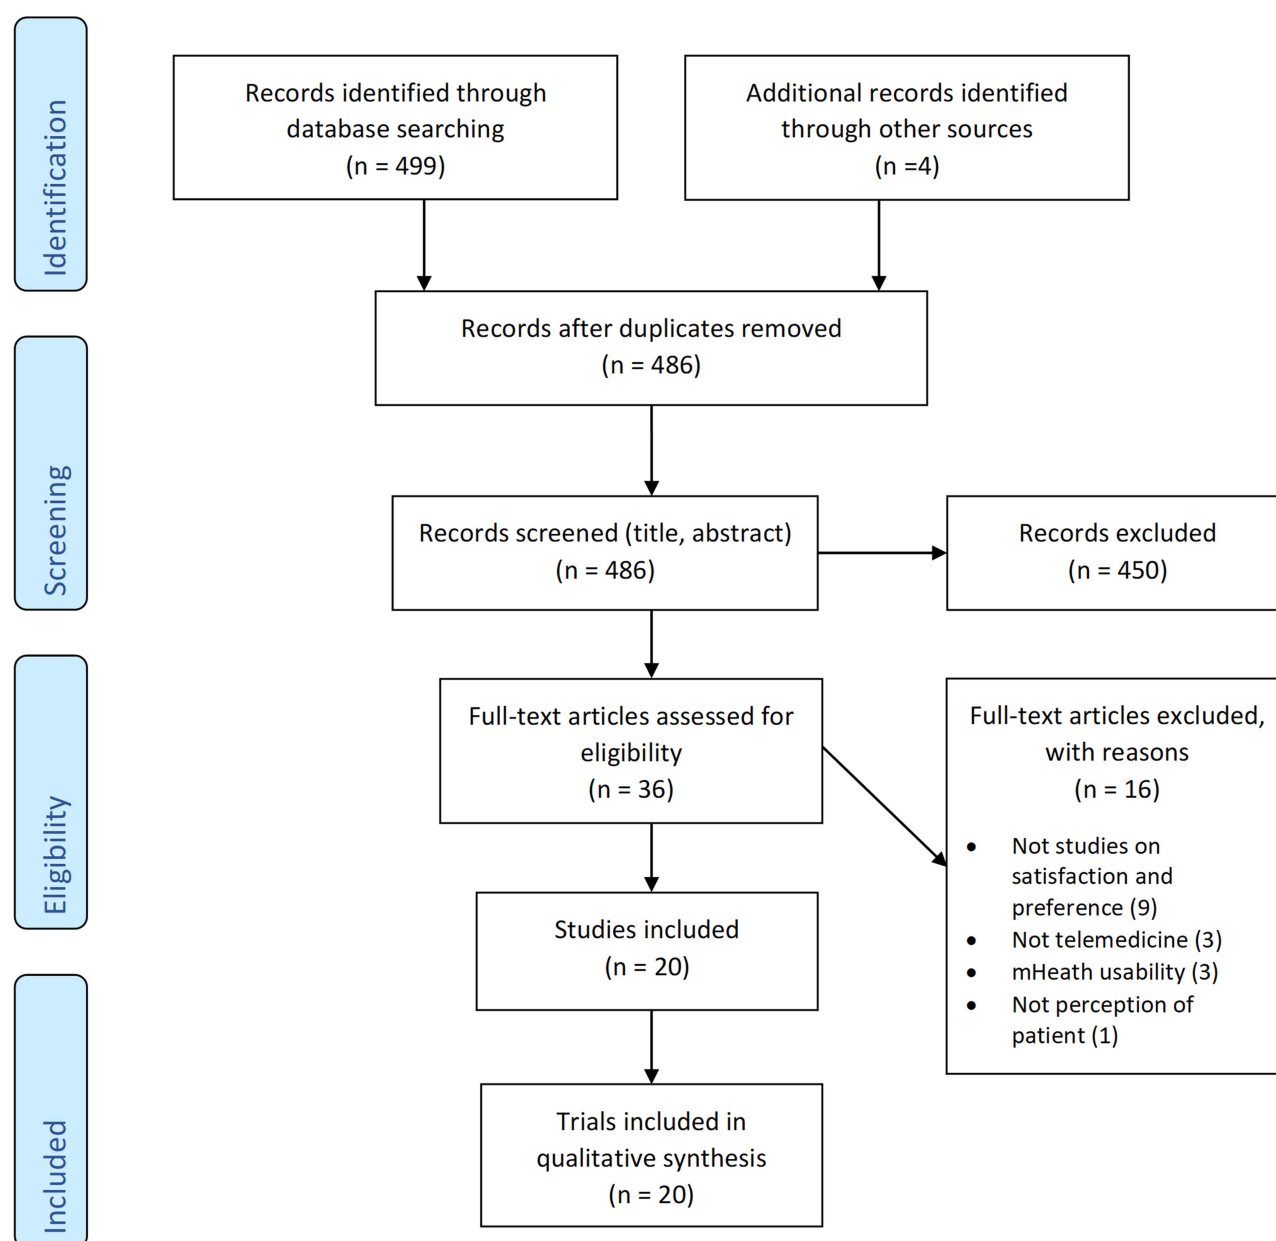 Identification
Records identified through
database searching
(n = 499)
Additional records identified
through other sources
(n =4)
Records after duplicates removed
(n = 486)
Screening
Records screened (title, abstract)
(n = 486)
Records excluded
(n = 450)
Eligibility
Full-text articles assessed for
eligibility
(n = 36)
Full-text articles excluded,
with reasons
(n = 16)
• Not studies on
satisfaction and
preference (9)
• Not telemedicine (3)
• mHeath usability (3)
• Not perception of
patient (1)
Studies included
(n = 20)
Included
Trials included in
qualitative synthesis
(n = 20)